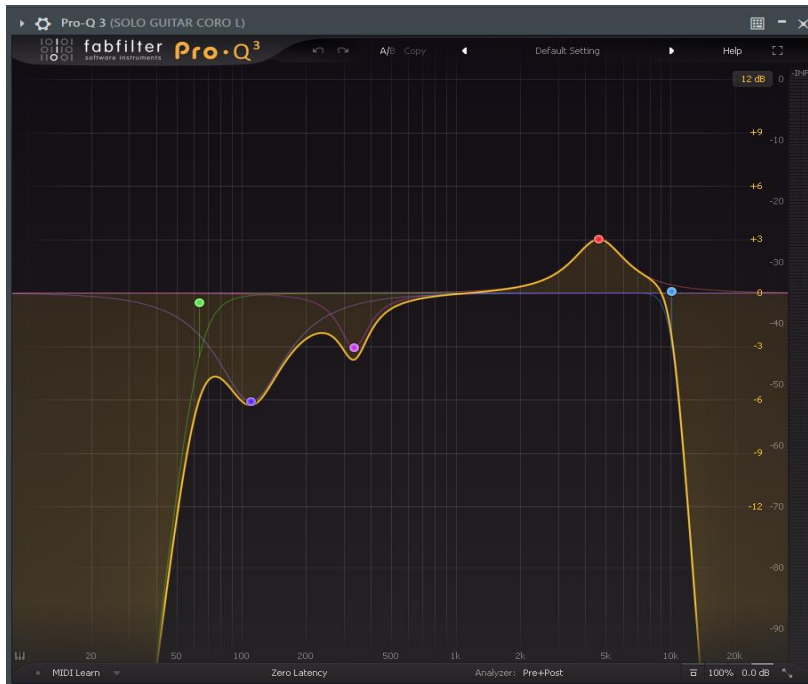 Pro-Q 3 (SOLO GUITAR CORO L)
fabfilter Pro·Q³
software instruments
A/B Copy Default Setting Help
12 dB 0 -INF
+9 -10
+6 -20
+3 -30
0 -40
-3
-6 -50
-9 -60
-12 -70
-80
-90
20 50 100 200 500 1k 2k 5k 10k 20k
MIDI Learn Zero Latency Analyzer: Pre+Post 100% 0.0 dB